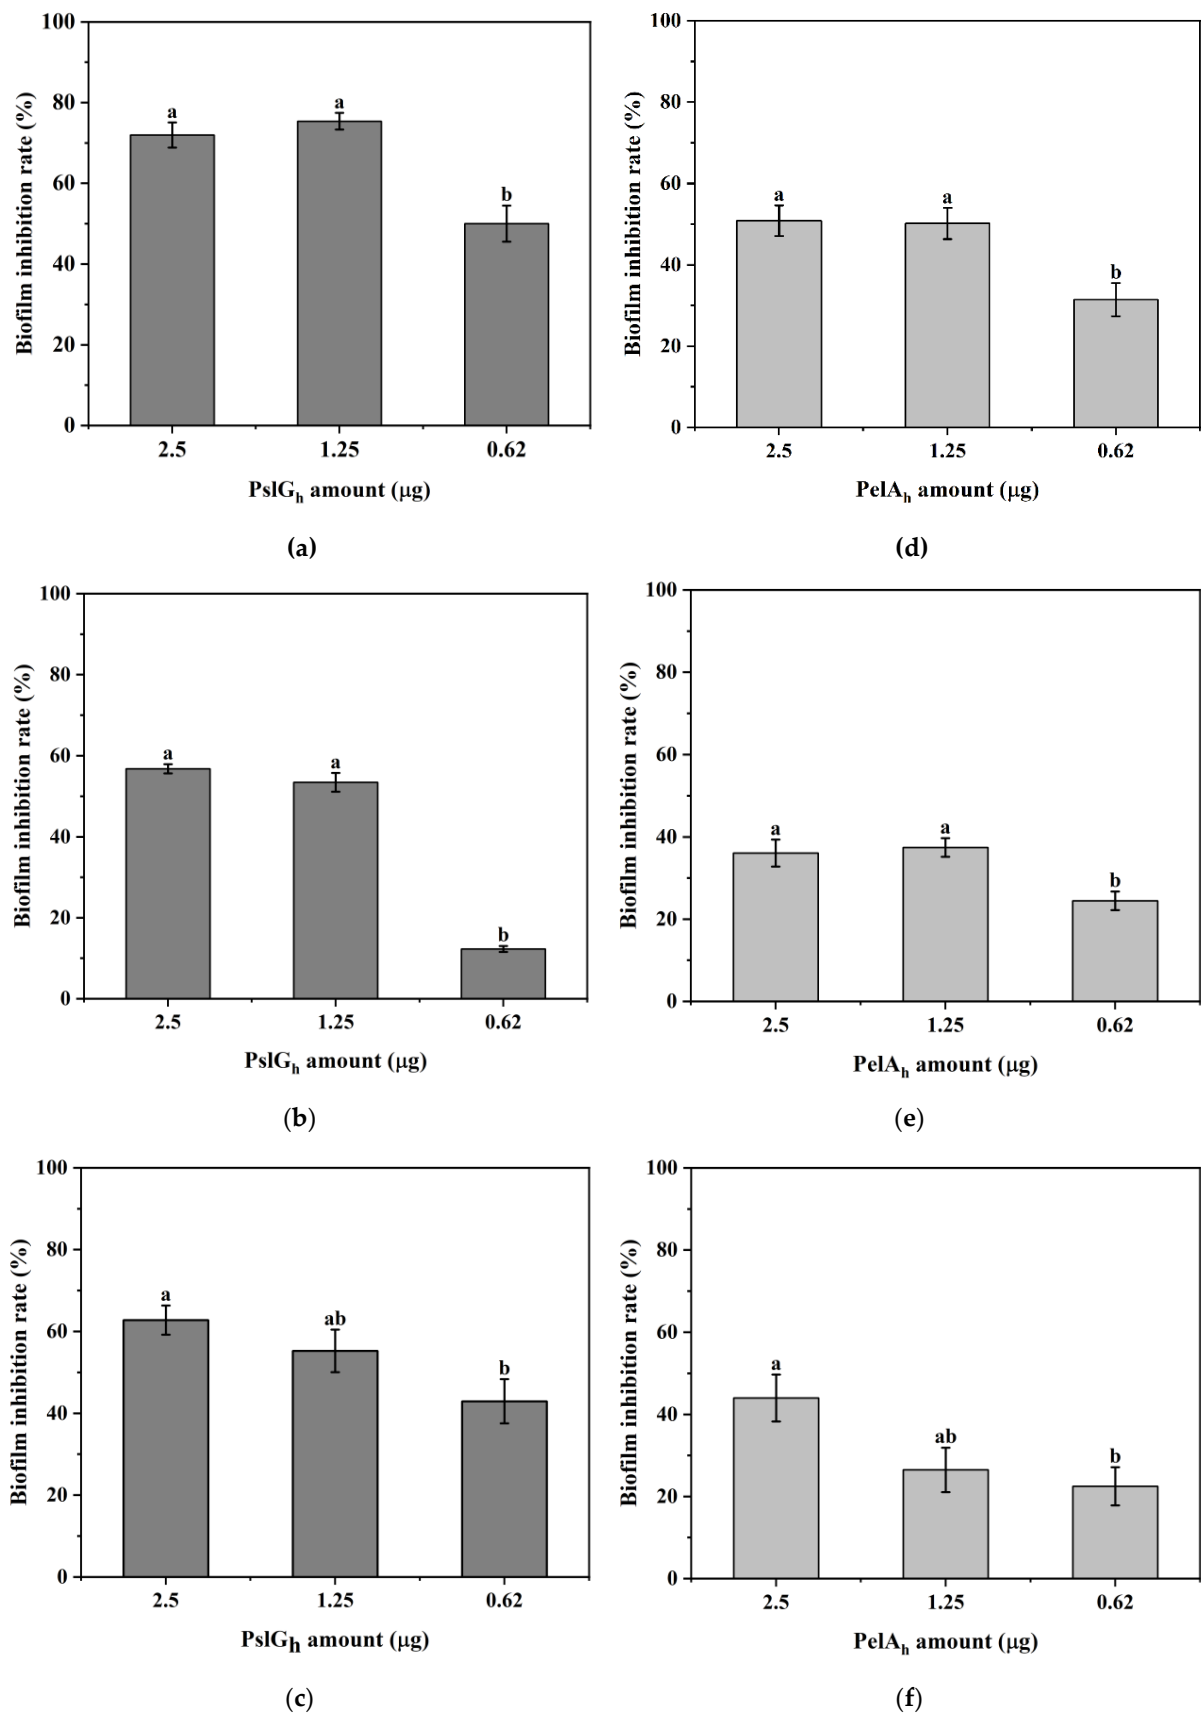 100
80
60
40
20
0
Biofilm inhibition rate (%)
a
a
b
2.5
1.25
0.62
PslGh amount (μg)
(a)
100
80
60
40
20
0
Biofilm inhibition rate (%)
a
a
b
2.5
1.25
0.62
PelAh amount (μg)
(d)
100
80
60
40
20
0
Biofilm inhibition rate (%)
a
a
b
2.5
1.25
0.62
PslGh amount (μg)
(b)
100
80
60
40
20
0
Biofilm inhibition rate (%)
a
a
b
2.5
1.25
0.62
PelAh amount (μg)
(e)
100
80
60
40
20
0
Biofilm inhibition rate (%)
a
ab
b
2.5
1.25
0.62
PslGh amount (μg)
(c)
100
80
60
40
20
0
Biofilm inhibition rate (%)
a
ab
b
2.5
1.25
0.62
PelAh amount (μg)
(f)